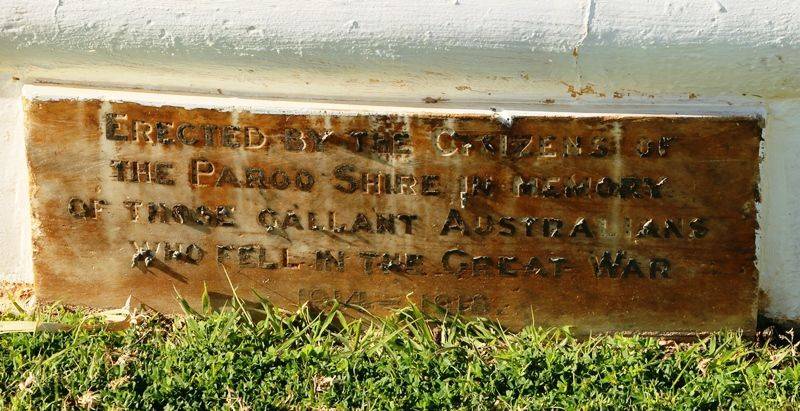 ERECTED BY THE CITIZENS OF
THE PAROO SHIRE IN MEMORY
OF THOSE GALLANT AUSTRALIANS
WHO FELL IN THE GREAT WAR
1914 – 1918